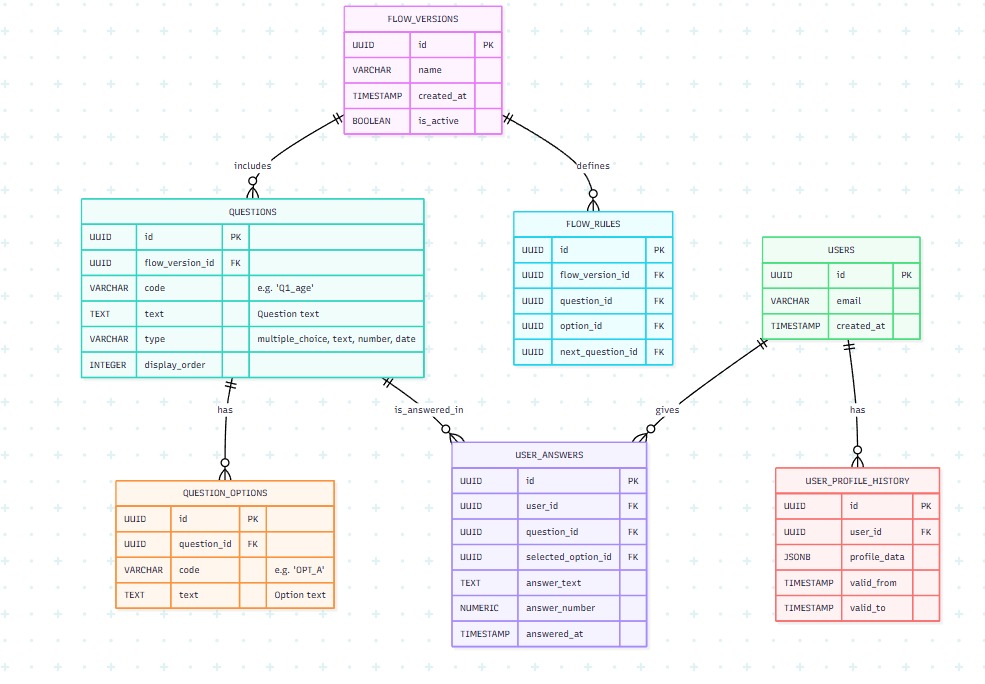 FLOW_VERSIONS
UUID id PK
VARCHAR name
TIMESTAMP created_at
BOOLEAN is_active
includes
defines
QUESTIONS
UUID id PK
UUID flow_version_id FK
VARCHAR code e.g. 'Q1_age'
TEXT text Question text
VARCHAR type multiple_choice, text, number, date
INTEGER display_order
FLOW_RULES
UUID id PK
UUID flow_version_id FK
UUID question_id FK
UUID option_id FK
UUID next_question_id FK
USERS
UUID id PK
VARCHAR email
TIMESTAMP created_at
has
is_answered_in
gives
has
QUESTION_OPTIONS
UUID id PK
UUID question_id FK
VARCHAR code e.g. 'OPT_A'
TEXT text Option text
USER_ANSWERS
UUID id PK
UUID user_id FK
UUID question_id FK
UUID selected_option_id FK
TEXT answer_text
NUMERIC answer_number
TIMESTAMP answered_at
USER_PROFILE_HISTORY
UUID id PK
UUID user_id FK
JSONB profile_data
TIMESTAMP valid_from
TIMESTAMP valid_to